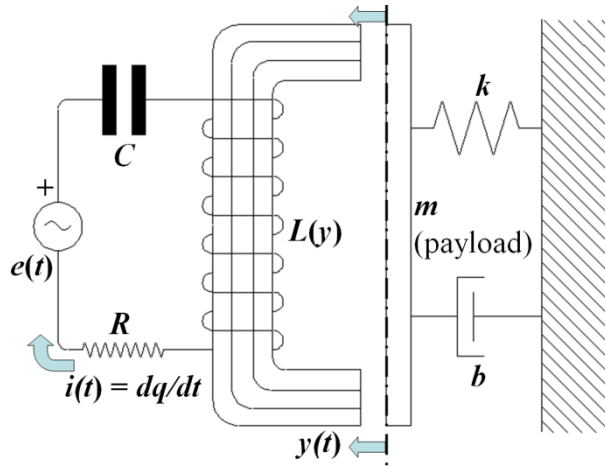 k
C
+
L(y)
m
(payload)
e(t)
R
i(t) = dq/dt
b
y(t)